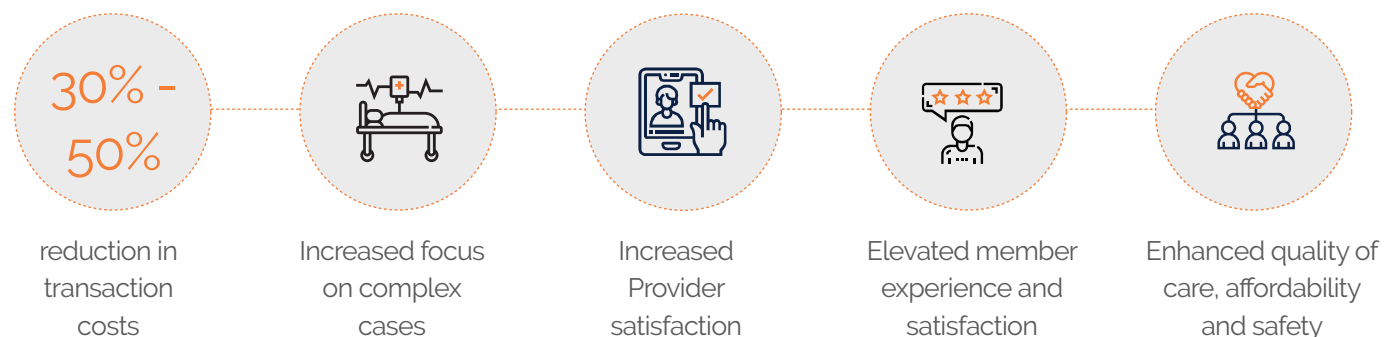 30% -
50%
reduction in
transaction
costs
Increased focus
on complex
cases
Increased
Provider
satisfaction
Elevated member
experience and
satisfaction
Enhanced quality of
care, affordability
and safety